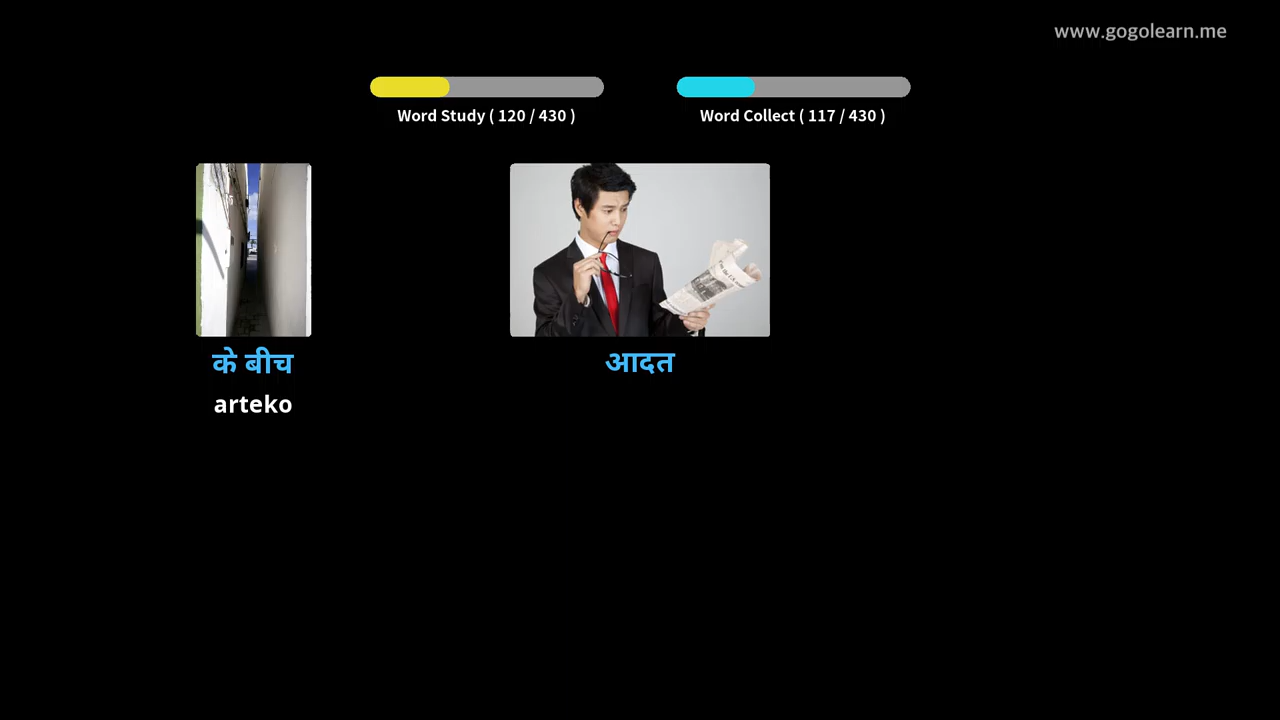 www.gogolearn.me
Word Study ( 120 / 430 )
Word Collect ( 117 / 430 )
के बीच
arteko
आदत